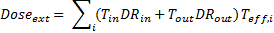 Dose_ext = ∑_i (T_in DR_in + T_out DR_out) T_eff,i